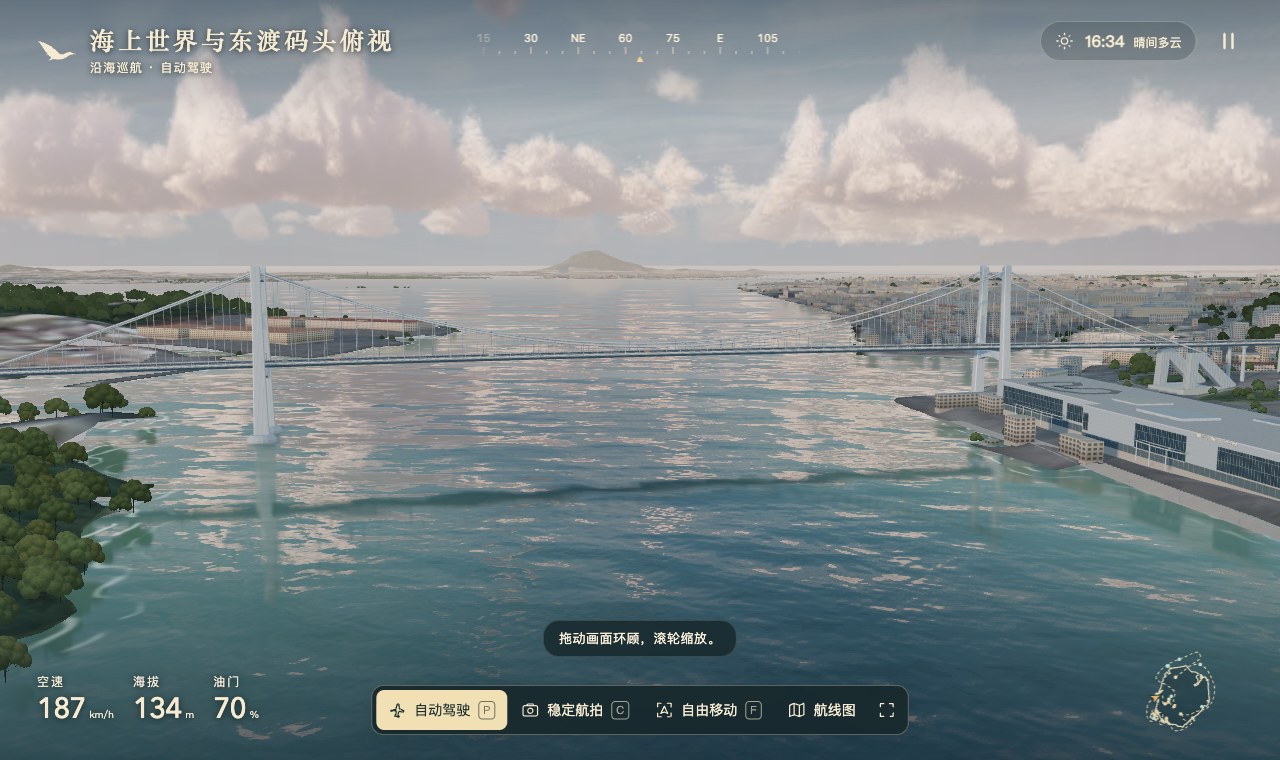 海上世界与东渡码头俯视
沿海巡航 · 自动驾驶
15 30 NE 60 75 E 105
16:34 晴间多云
拖动画面环顾，滚轮缩放。
空速 海拔 油门
187 km/h 134 m 70 %
自动驾驶 P 稳定航拍 C 自由移动 F 航线图